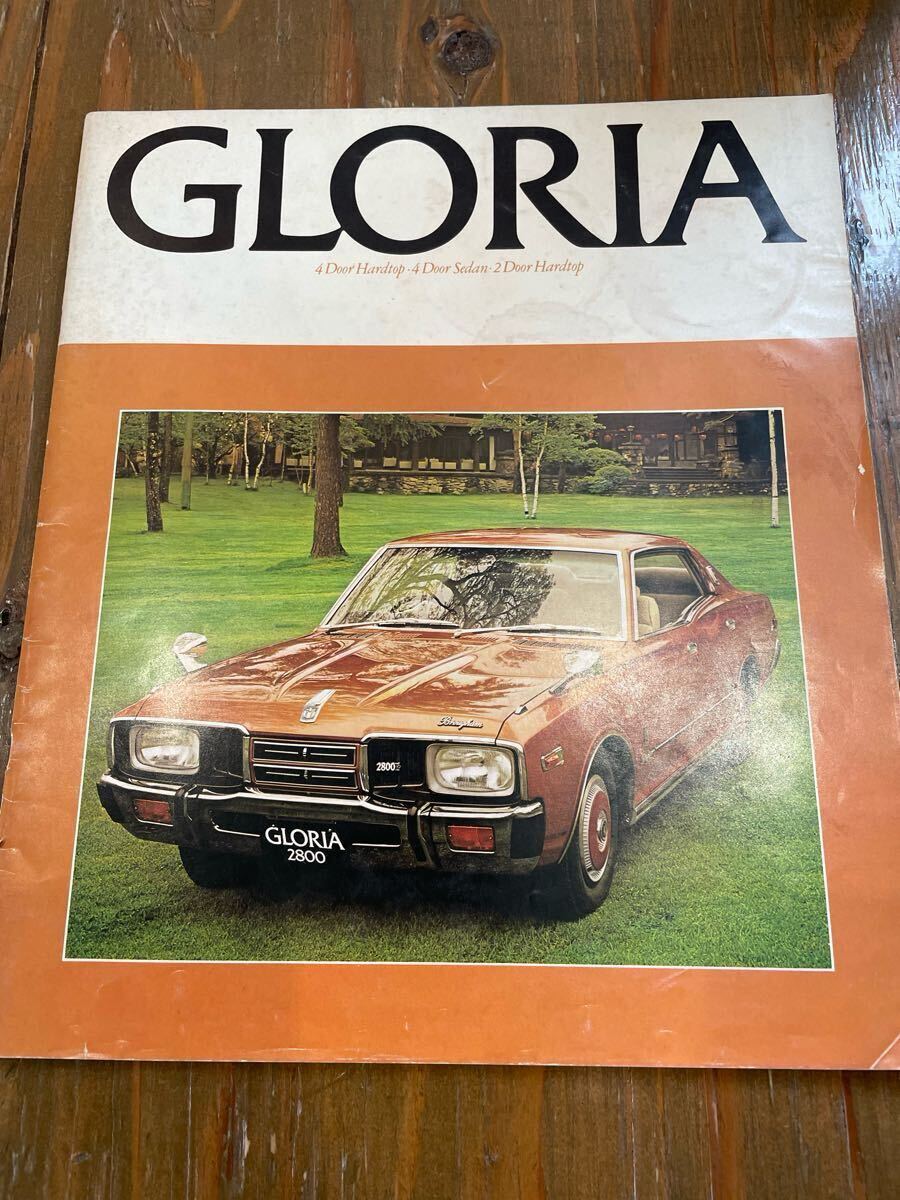 GLORIA
4 Door Hardtop · 4 Door Sedan · 2 Door Hardtop
Brougham
2800
GLORIA
2800